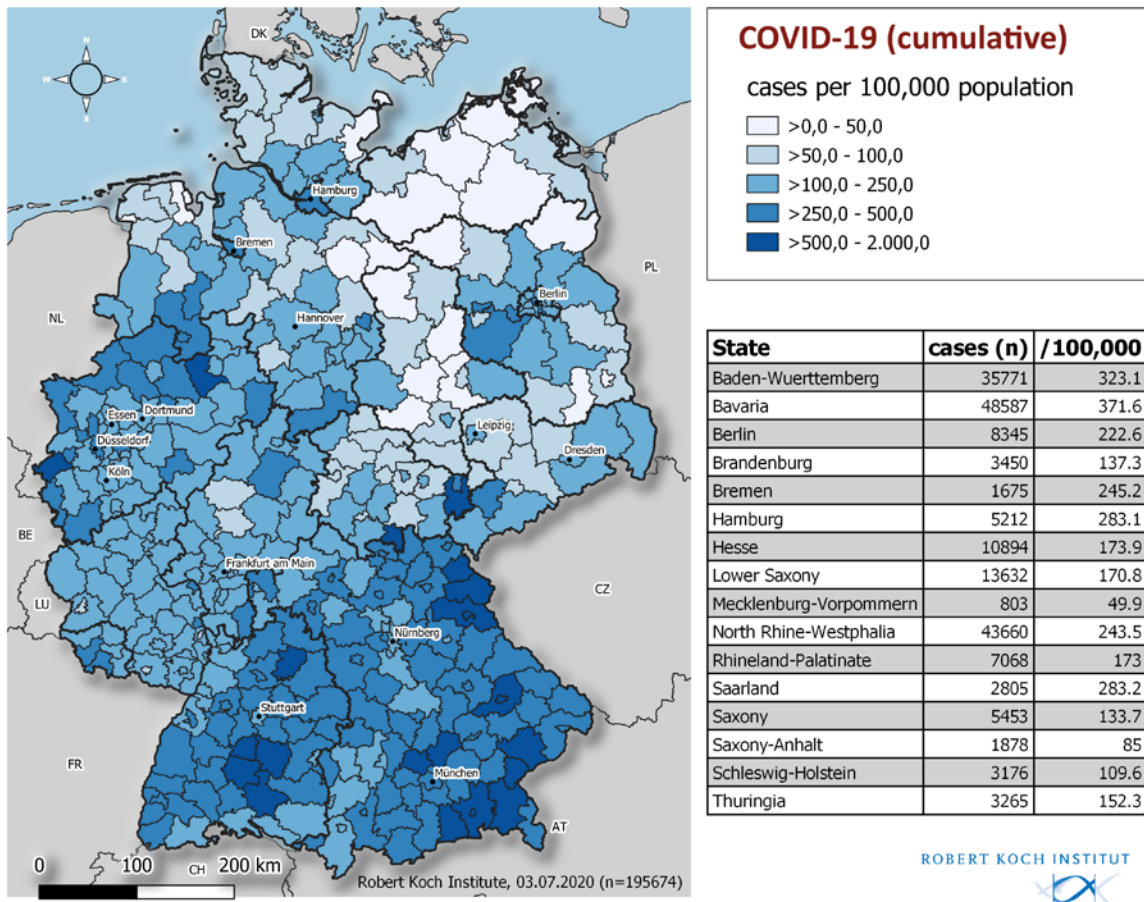 DK
N
W
E
S
Hamburg
Bremen
PL
Berlin
NL
Hannover
Essen
Dortmund
Düsseldorf
Leipzig
Dresden
Köln
BE
Frankfurt am Main
LU
CZ
Nürnberg
Stuttgart
FR
München
AT
CH
0 100 200 km
Robert Koch Institute, 03.07.2020 (n=195674)
COVID-19 (cumulative)
cases per 100,000 population
>0,0 - 50,0
>50,0 - 100,0
>100,0 - 250,0
>250,0 - 500,0
>500,0 - 2.000,0
State cases (n) /100,000
Baden-Wuerttemberg 35771 323.1
Bavaria 48587 371.6
Berlin 8345 222.6
Brandenburg 3450 137.3
Bremen 1675 245.2
Hamburg 5212 283.1
Hesse 10894 173.9
Lower Saxony 13632 170.8
Mecklenburg-Vorpommern 803 49.9
North Rhine-Westphalia 43660 243.5
Rhineland-Palatinate 7068 173
Saarland 2805 283.2
Saxony 5453 133.7
Saxony-Anhalt 1878 85
Schleswig-Holstein 3176 109.6
Thuringia 3265 152.3
ROBERT KOCH INSTITUT